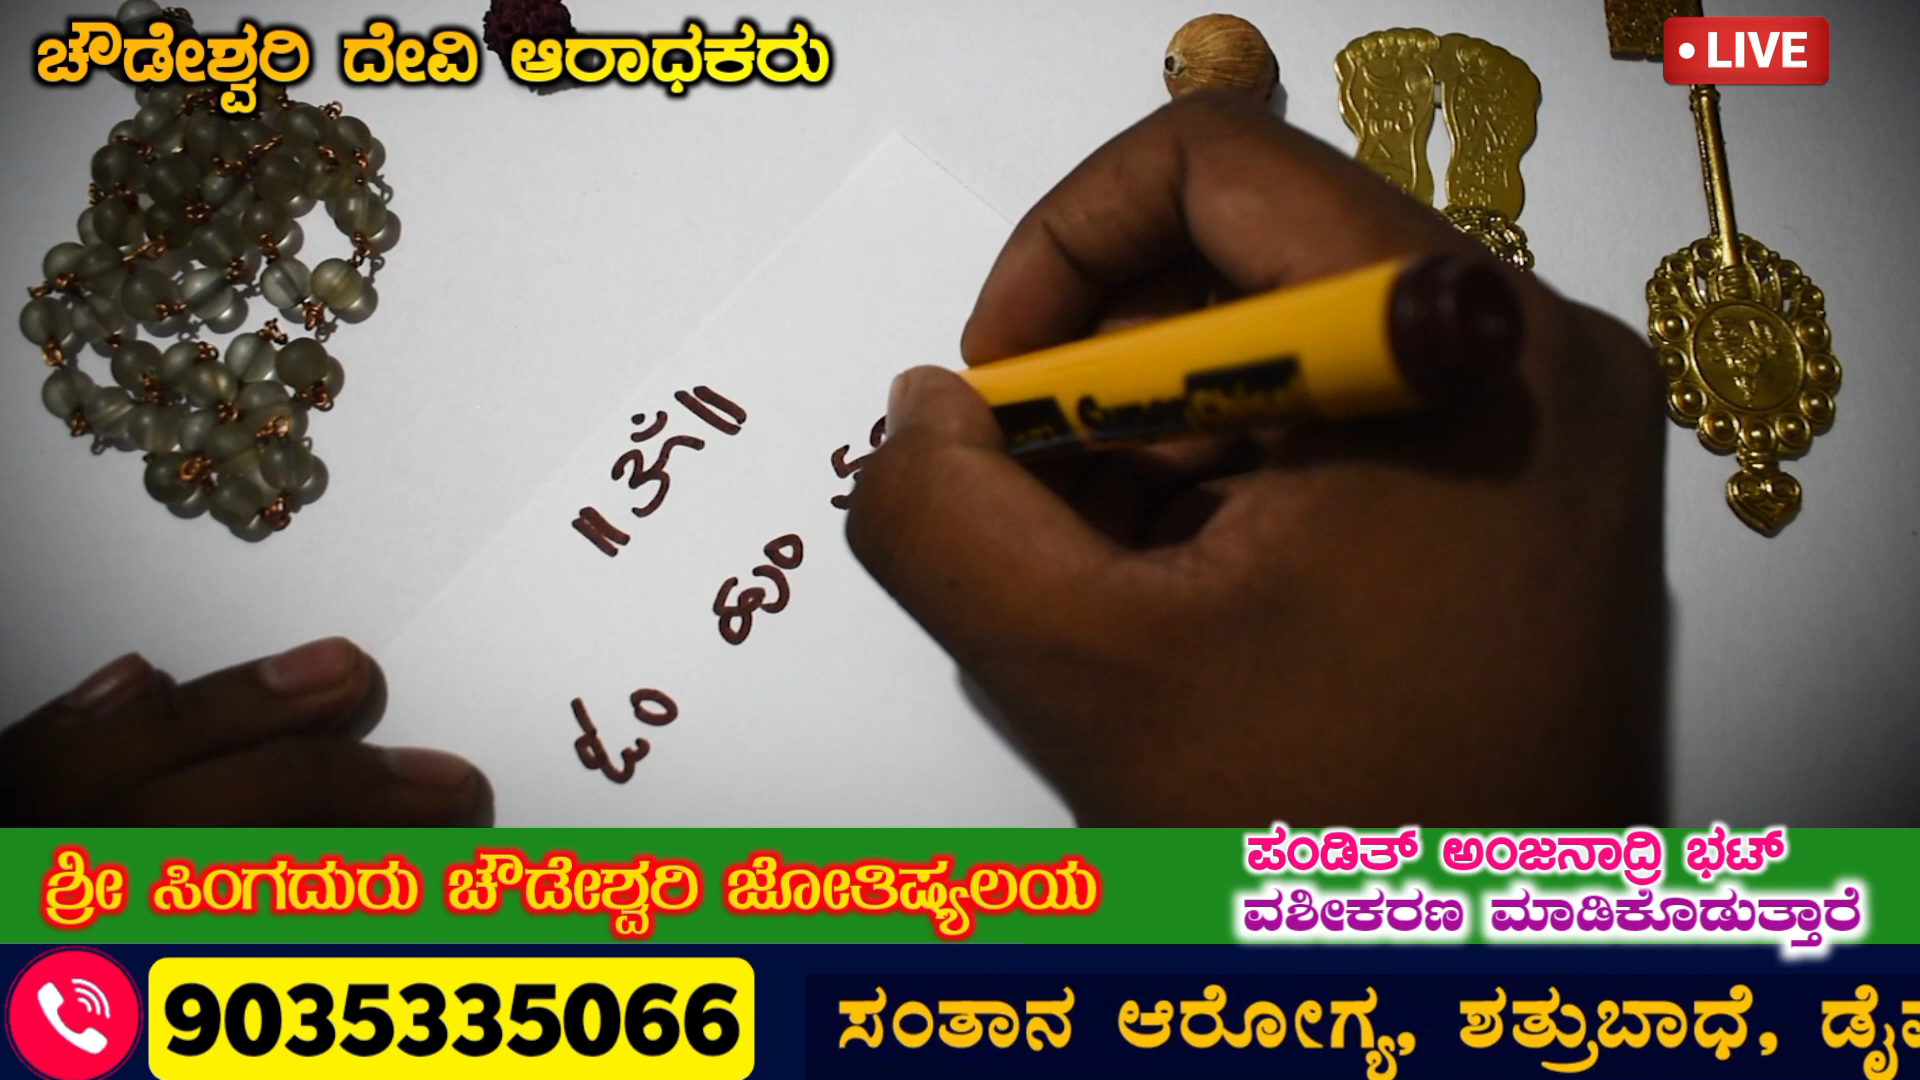 ಚೌಡೇಶ್ವರಿ ದೇವಿ ಆರಾಧಕರು
• LIVE
॥ ॐ ॥
ಶ್ರೀ ಸಿಂಗದುರು ಚೌಡೇಶ್ವರಿ ಜ್ಯೋತಿಷ್ಯಲಯ
ಪಂಡಿತ್ ಅಂಜನಾದ್ರಿ ಭಟ್
ವಶೀಕರಣ ಮಾಡಿಕೊಡುತ್ತಾರೆ
9035335066
ಸಂತಾನ ಆರೋಗ್ಯ, ಶತ್ರುಬಾಧೆ,